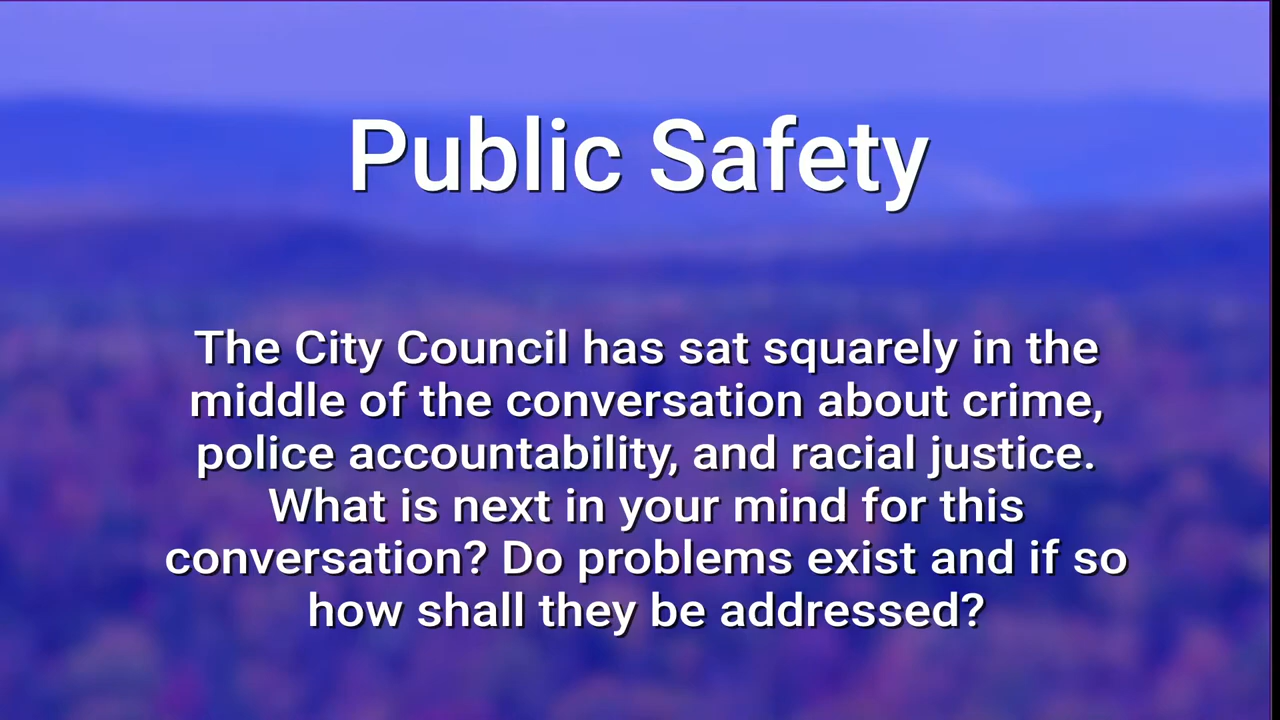 Public Safety
The City Council has sat squarely in the
middle of the conversation about crime,
police accountability, and racial justice.
What is next in your mind for this
conversation? Do problems exist and if so
how shall they be addressed?